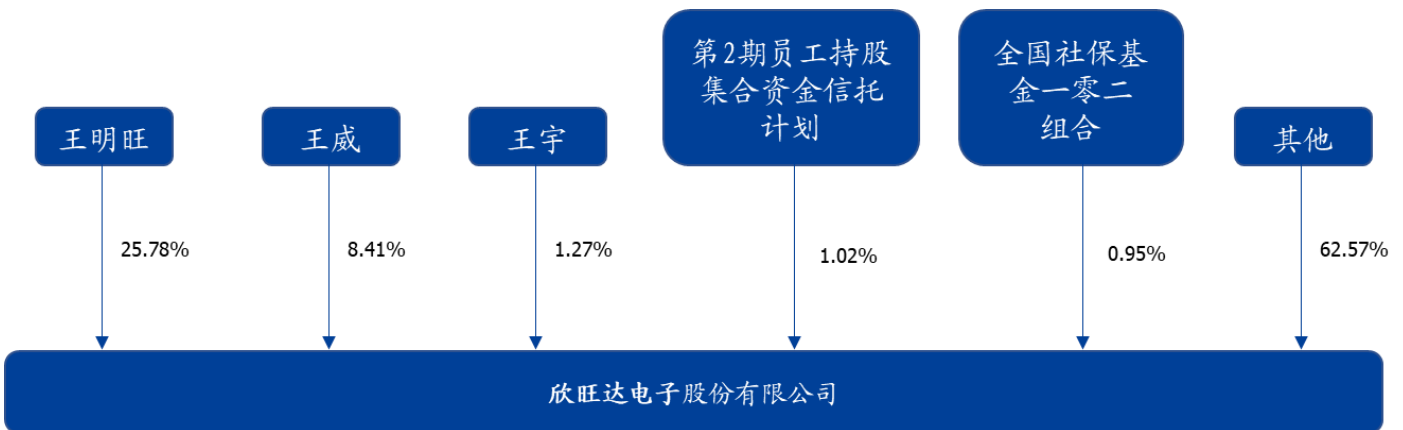 第2期员工持股
集合资金信托
计划
全国社保基
金一零二
组合
王明旺
王威
王宇
其他
25.78%
8.41%
1.27%
1.02%
0.95%
62.57%
欣旺达电子股份有限公司